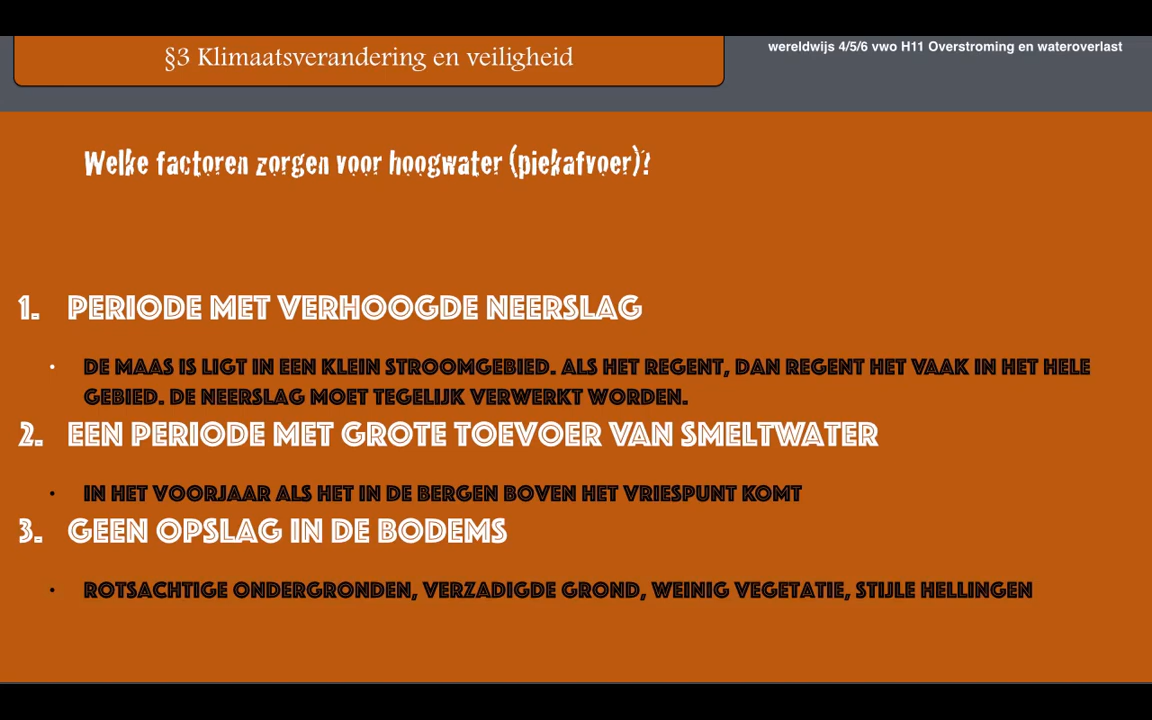 §3 Klimaatsverandering en veiligheid
wereldwijs 4/5/6 vwo H11 Overstroming en wateroverlast
Welke factoren zorgen voor hoogwater (piekafvoer)?
1. PERIODE MET VERHOOGDE NEERSLAG
• DE MAAS IS LIGT IN EEN KLEIN STROOMGEBIED. ALS HET REGENT, DAN REGENT HET VAAK IN HET HELE
GEBIED. DE NEERSLAG MOET TEGELIJK VERWERKT WORDEN.
2. EEN PERIODE MET GROTE TOEVOER VAN SMELTWATER
• IN HET VOORJAAR ALS HET IN DE BERGEN BOVEN HET VRIESPUNT KOMT
3. GEEN OPSLAG IN DE BODEMS
• ROTSACHTIGE ONDERGRONDEN, VERZADIGDE GROND, WEINIG VEGETATIE, STIJLE HELLINGEN